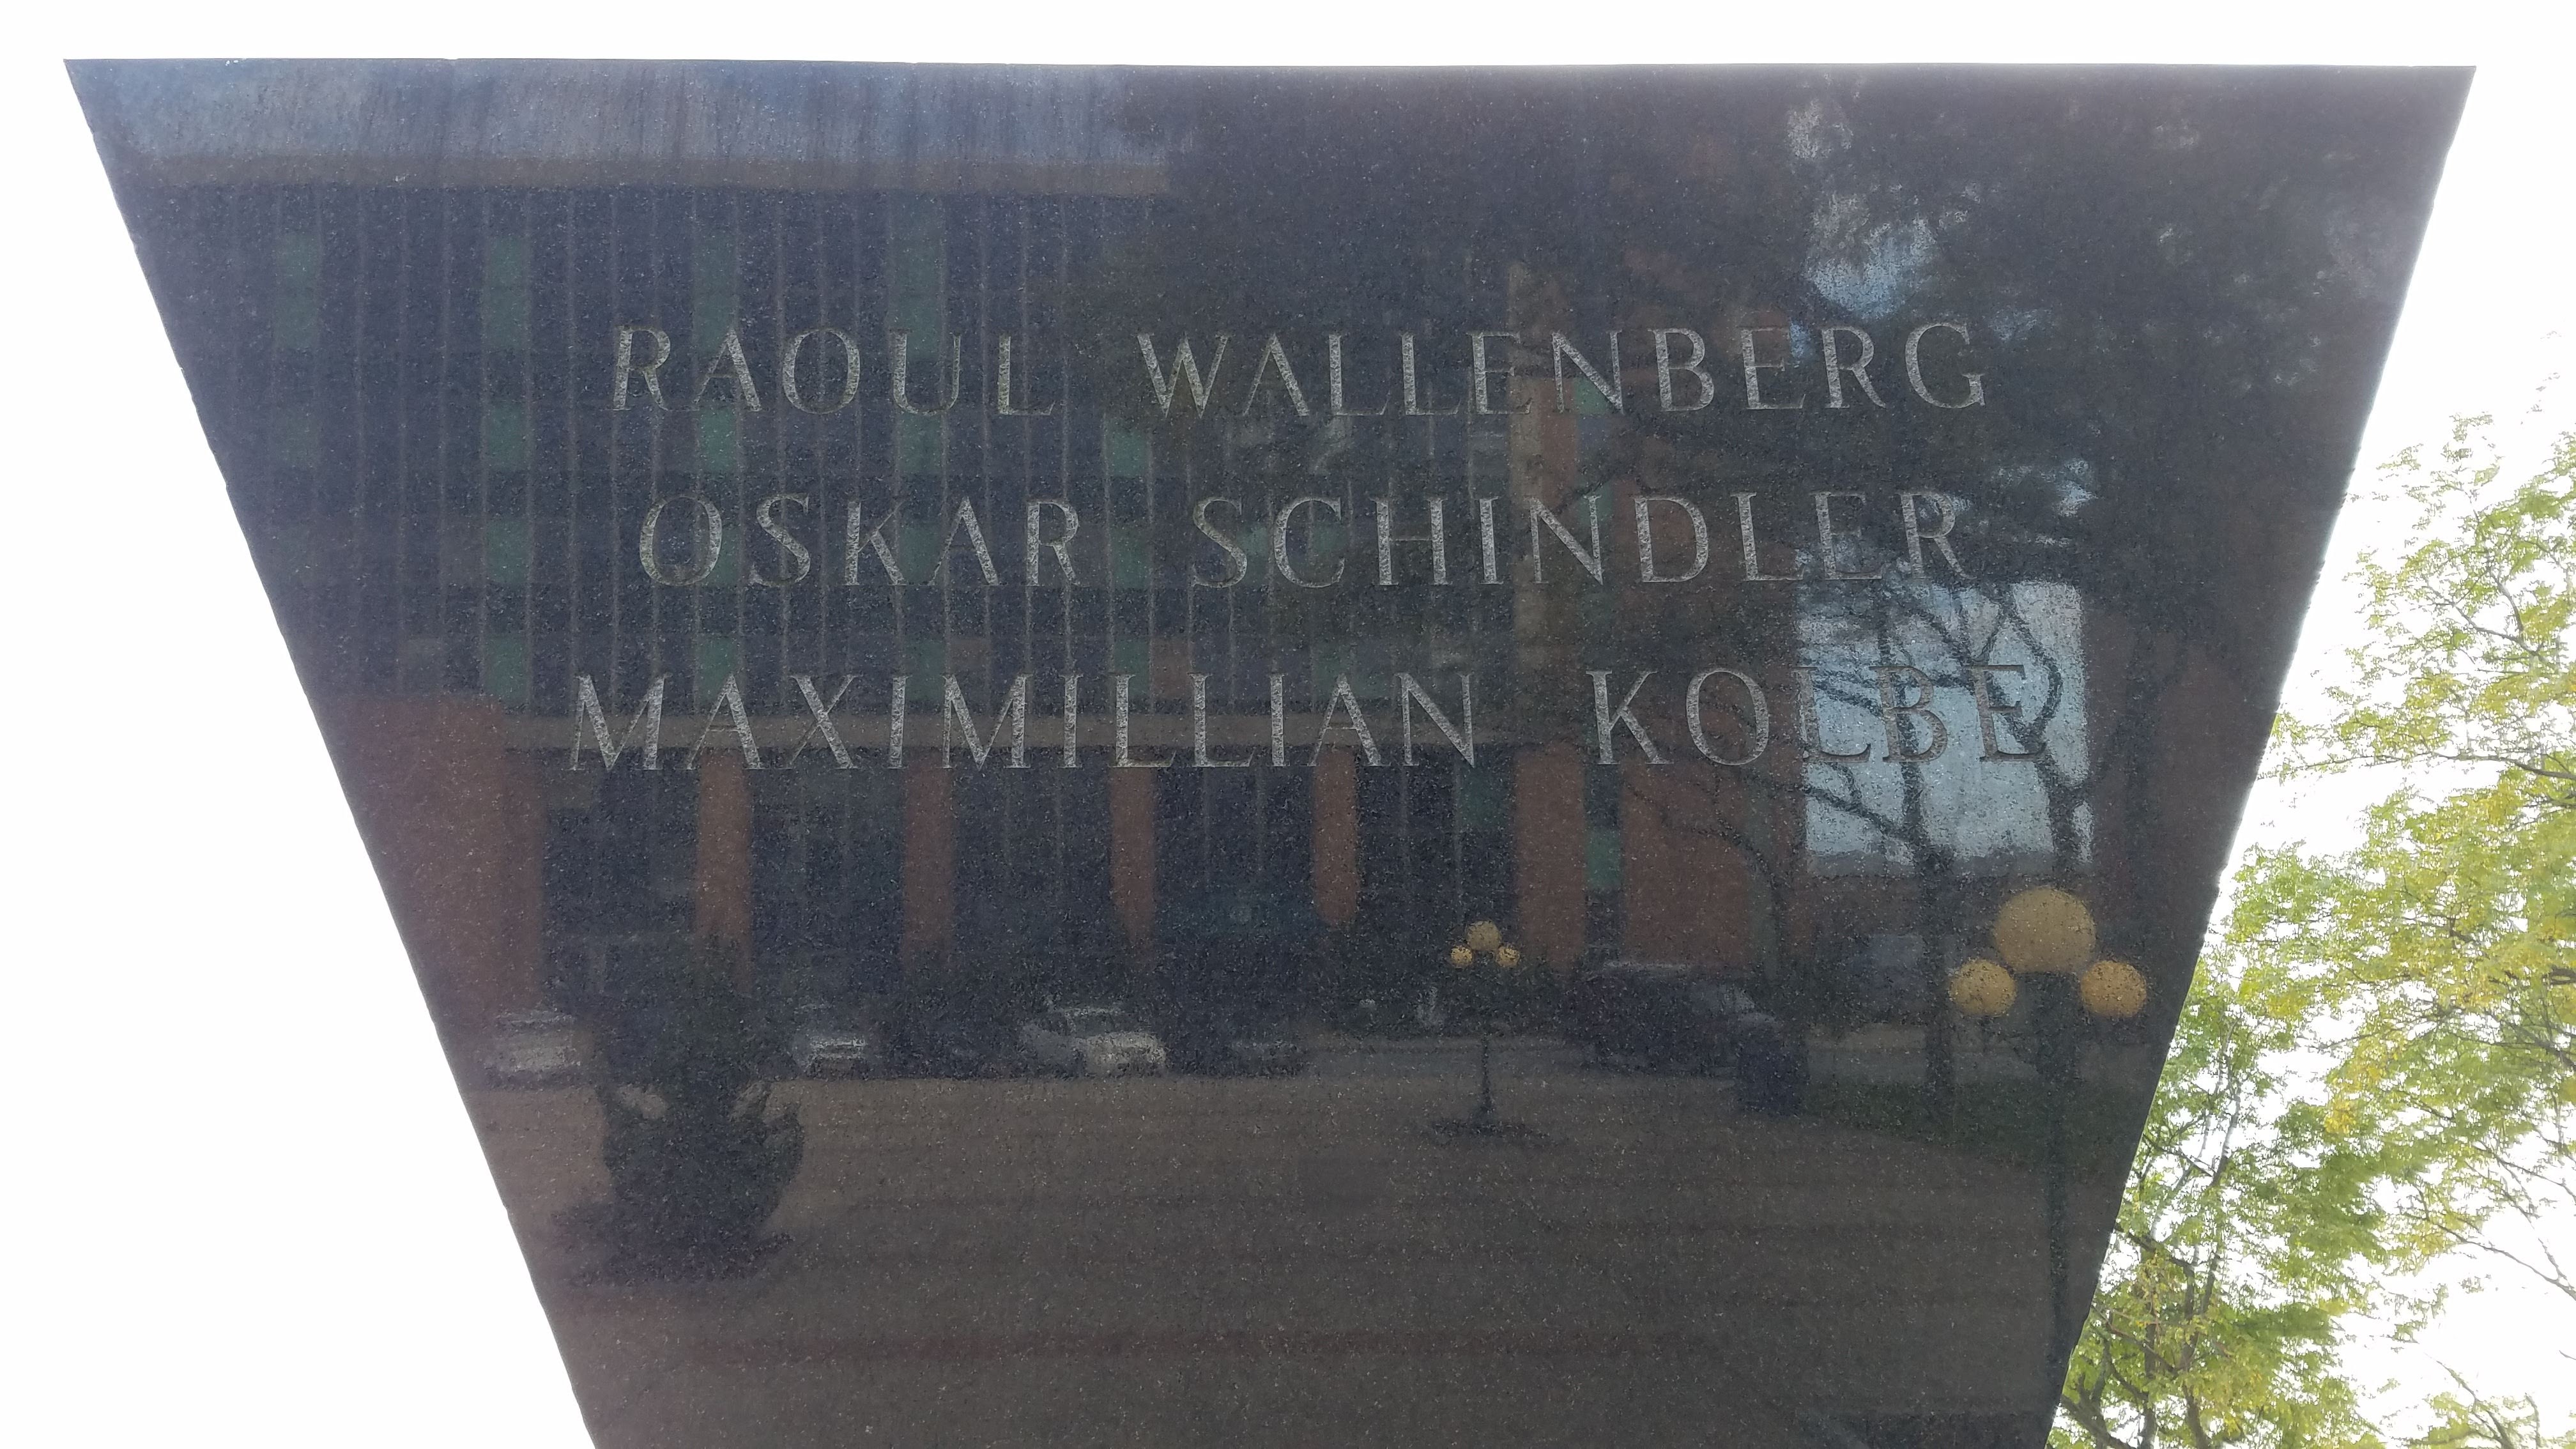 RAOUL WALLENBERG
OSKAR SCHINDLER
MAXIMILLIAN KOLBE